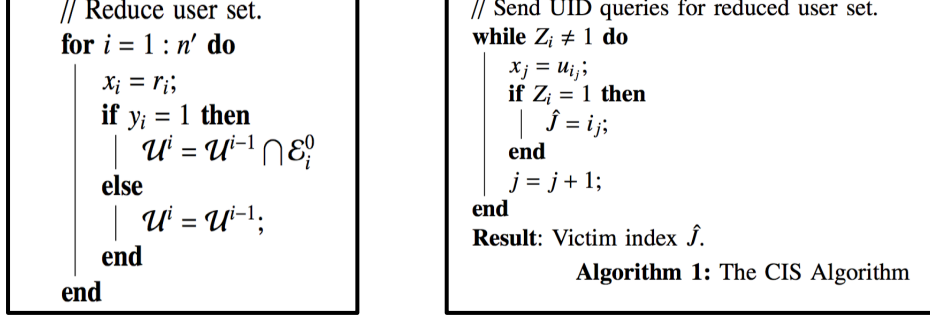 // Reduce user set.
for i = 1 : n′ do
x_i = r_i;
if y_i = 1 then
𝒰^i = 𝒰^{i−1} ⋂ ℰ_i^0
else
𝒰^i = 𝒰^{i−1};
end
end
// Send UID queries for reduced user set.
while Z_i ≠ 1 do
x_j = u_{i_j};
if Z_i = 1 then
Ĵ = i_j;
end
j = j + 1;
end
Result: Victim index Ĵ.
Algorithm 1: The CIS Algorithm